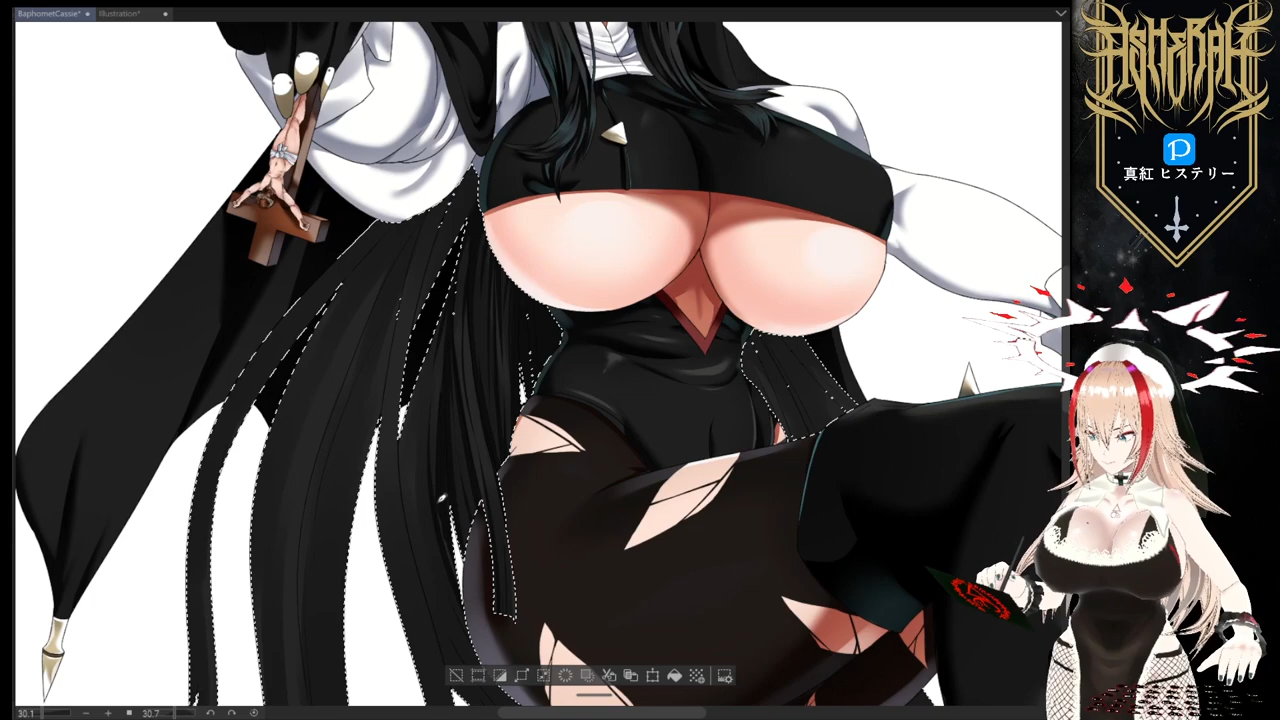 BaphometCassie*
Illustration*
ASHERAH
真紅 ヒステリー
30.1
30.7